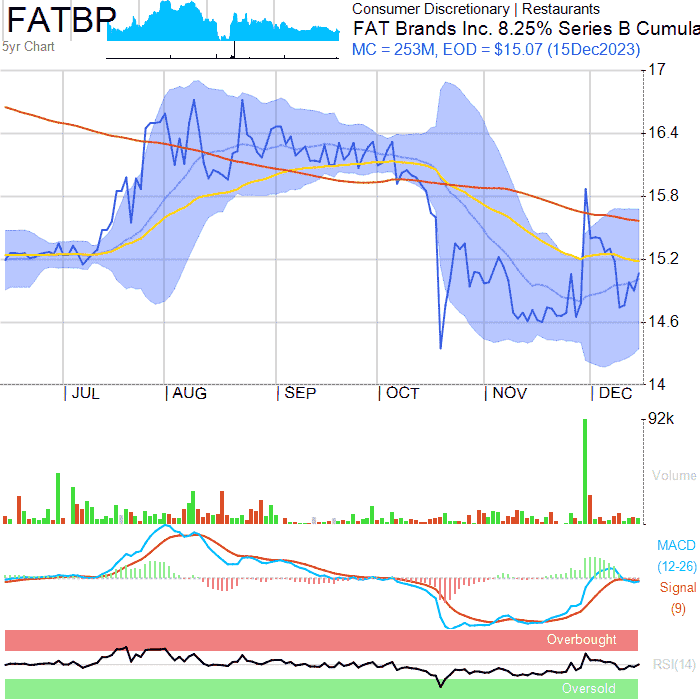 FATBP
5yr Chart
Consumer Discretionary | Restaurants
FAT Brands Inc. 8.25% Series B Cumula
MC = 253M, EOD = $15.07 (15Dec2023)
17
16.4
15.8
15.2
14.6
14
JUL
AUG
SEP
OCT
NOV
DEC
92k
Volume
MACD
(12-26)
Signal
(9)
Overbought
RSI(14)
Oversold